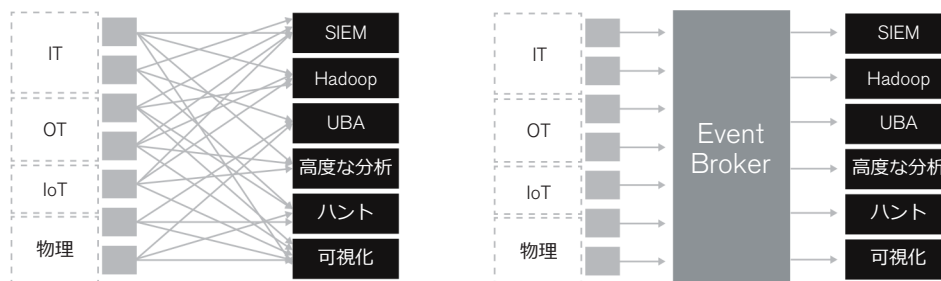 IT
OT
IoT
物理
SIEM
Hadoop
UBA
高度な分析
ハント
可視化
IT
OT
IoT
物理
Event
Broker
SIEM
Hadoop
UBA
高度な分析
ハント
可視化